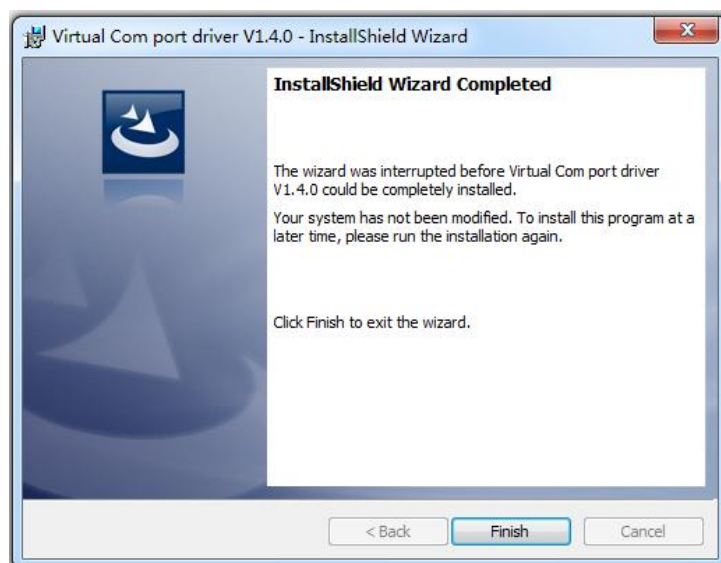 Virtual Com port driver V1.4.0 - InstallShield Wizard
InstallShield Wizard Completed
The wizard was interrupted before Virtual Com port driver
V1.4.0 could be completely installed.
Your system has not been modified. To install this program at a
later time, please run the installation again.
Click Finish to exit the wizard.
< Back
Finish
Cancel